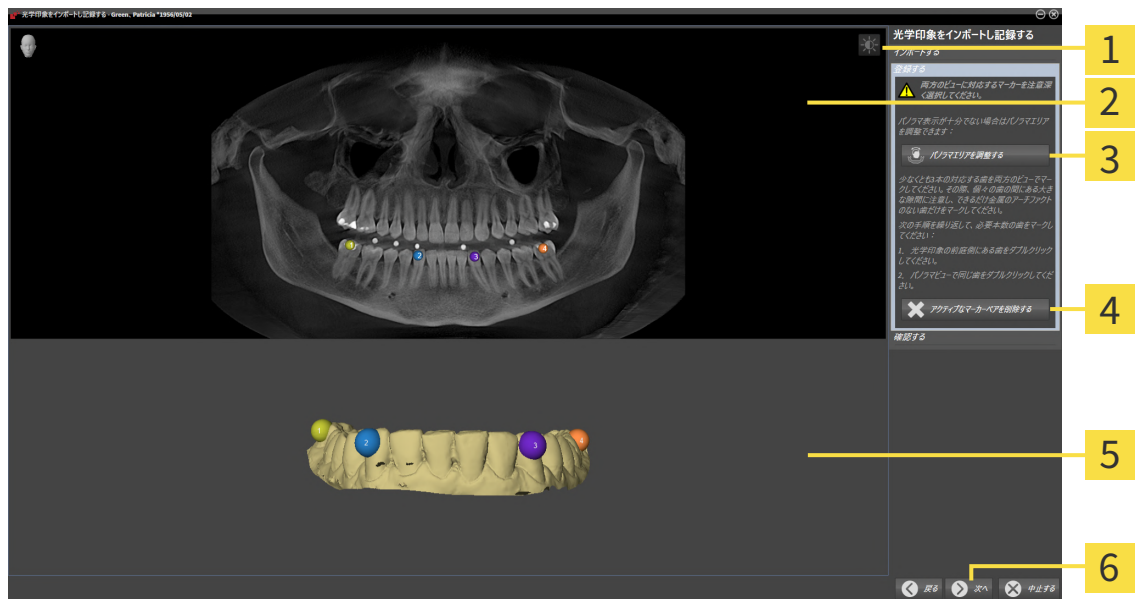 光学印象をインポートし記録する - Green, Patricia *1956/05/02
光学印象をインポートし記録する
インポートする
登録する
両方のビューに対応するマーカーを注意深
く選択してください。
パノラマ表示が十分でない場合はパノラマエリア
を調整できます：
パノラマエリアを調整する
少なくとも3本の対応する歯を両方のビューでマー
クしてください。その際、個々の歯の間にある大き
な隙間に注意し、できるだけ金属のアーチファクト
のない歯だけをマークしてください。
次の手順を繰り返して、必要本数の歯をマークし
てください：
1. 光学印象の前庭側にある歯をダブルクリック
してください。
2. パノラマビューで同じ歯をダブルクリックしてくだ
さい。
アクティブなマーカーペアを削除する
確認する
1
2
3
4
1
2
3
4
戻る
次へ
中止する
1
2
3
4
5
6